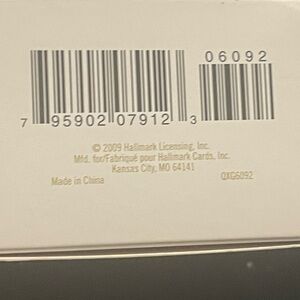 06092
7 95902 07912 3
© 2009 Hallmark Licensing, Inc.
Mfd. for/Fabriqué pour Hallmark Cards, Inc.
Kansas City, MO 64141
Made in China
QXG6092